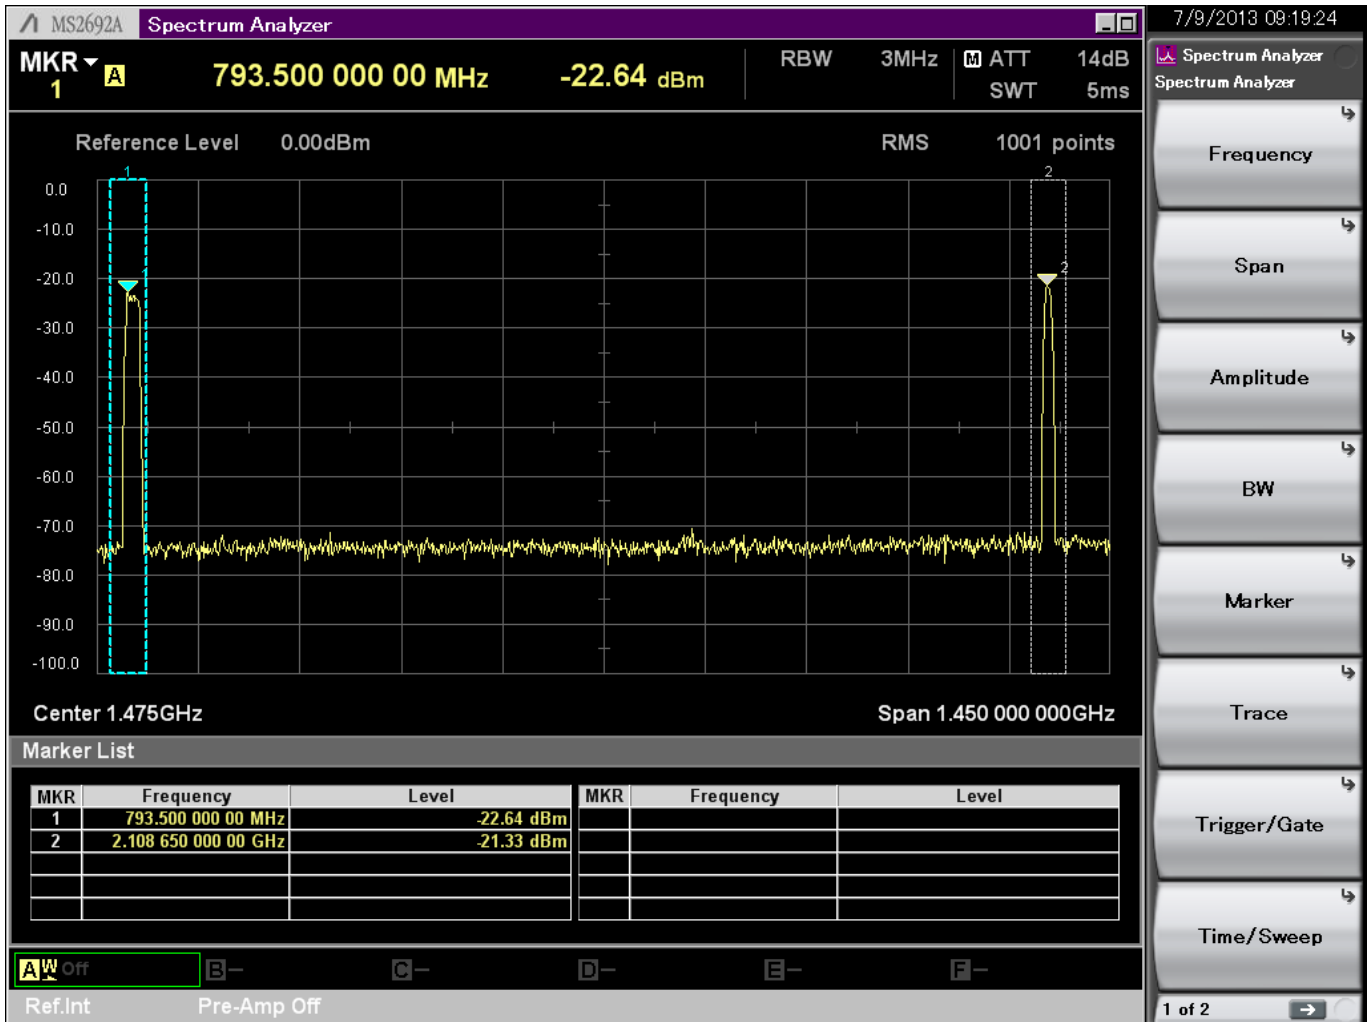 MS2692A Spectrum Analyzer
7/9/2013 09:19:24
MKR 1 A 793.500 000 00 MHz -22.64 dBm
RBW 3MHz M ATT 14dB
SWT 5ms
Spectrum Analyzer
Spectrum Analyzer
Reference Level 0.00dBm RMS 1001 points
1 2
0.0
-10.0
-20.0
1 2
-30.0
-40.0
-50.0
-60.0
-70.0
-80.0
-90.0
-100.0
Center 1.475GHz Span 1.450 000 000GHz
Marker List
MKR Frequency Level MKR Frequency Level
1 793.500 000 00 MHz -22.64 dBm
2 2.108 650 000 00 GHz -21.33 dBm
A W Off B - C - D - E - F -
Ref.Int Pre-Amp Off
Frequency
Span
Amplitude
BW
Marker
Trace
Trigger/Gate
Time/Sweep
1 of 2